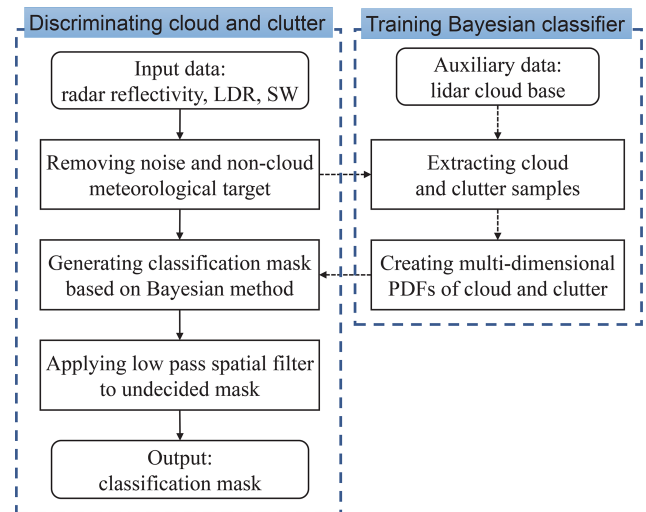 Discriminating cloud and clutter
Input data:
radar reflectivity, LDR, SW
Removing noise and non-cloud
meteorological target
Generating classification mask
based on Bayesian method
Applying low pass spatial filter
to undecided mask
Output:
classification mask
Training Bayesian classifier
Auxiliary data:
lidar cloud base
Extracting cloud
and clutter samples
Creating multi-dimensional
PDFs of cloud and clutter